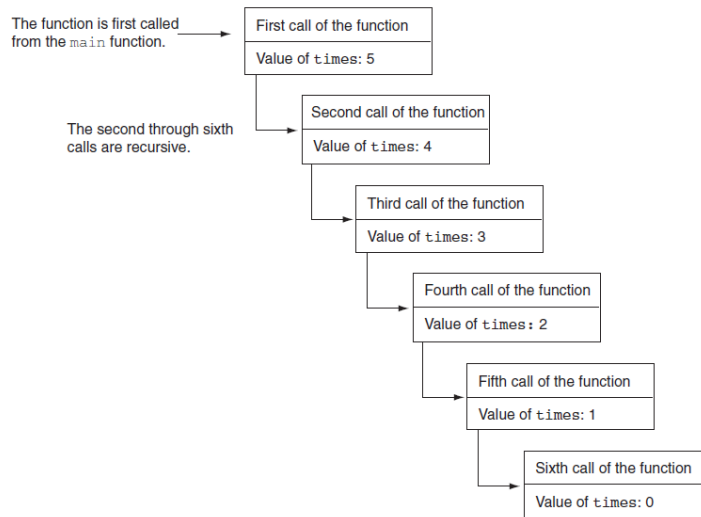 The function is first called
from the main function.
First call of the function
Value of times: 5
Second call of the function
Value of times: 4
The second through sixth
calls are recursive.
Third call of the function
Value of times: 3
Fourth call of the function
Value of times: 2
Fifth call of the function
Value of times: 1
Sixth call of the function
Value of times: 0